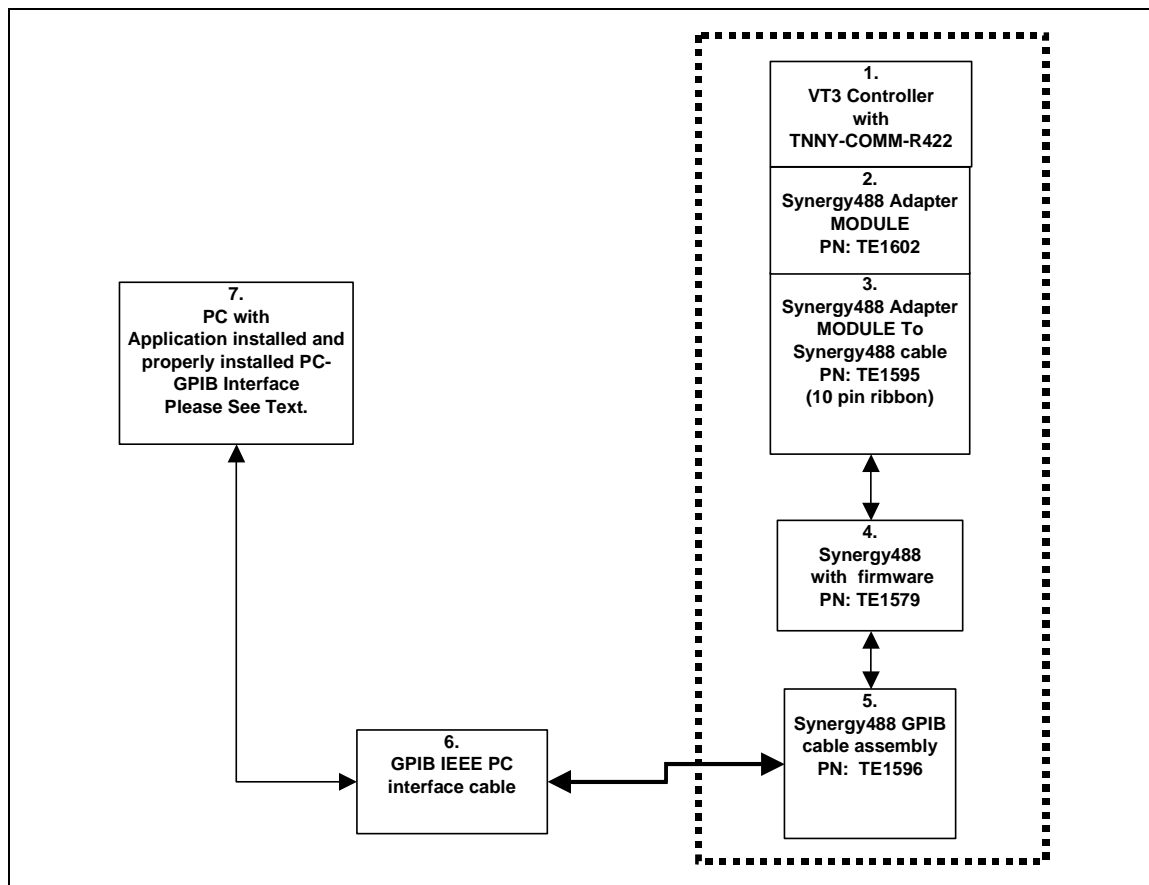 1.
VT3 Controller
with
TNNY-COMM-R422
2.
Synergy488 Adapter
MODULE
PN: TE1602
3.
Synergy488 Adapter
MODULE To
Synergy488 cable
PN: TE1595
(10 pin ribbon)
4.
Synergy488
with firmware
PN: TE1579
5.
Synergy488 GPIB
cable assembly
PN: TE1596
6.
GPIB IEEE PC
interface cable
7.
PC with
Application installed and
properly installed PC-
GPIB Interface
Please See Text.